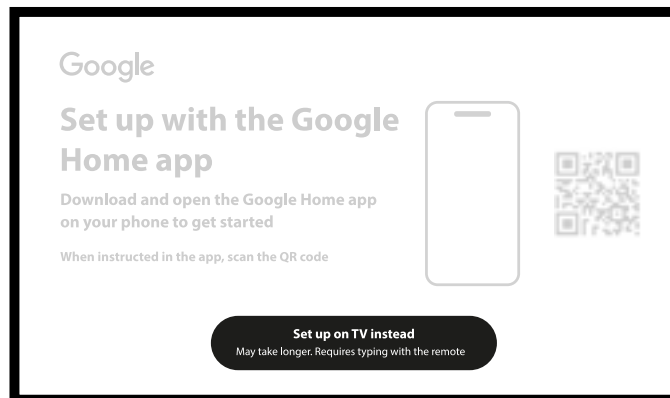 Google
Set up with the Google
Home app
Download and open the Google Home app
on your phone to get started
When instructed in the app, scan the QR code
Set up on TV instead
May take longer. Requires typing with the remote